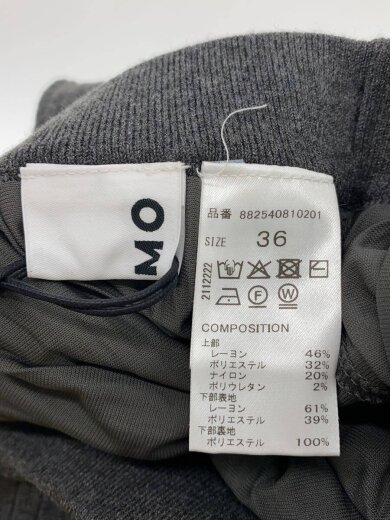 MO
品番 882540810201
SIZE 36
2112222
F W
COMPOSITION
上部
レーヨン 46%
ポリエステル 32%
ナイロン 20%
ポリウレタン 2%
下部表地
レーヨン 61%
ポリエステル 39%
下部裏地
ポリエステル 100%